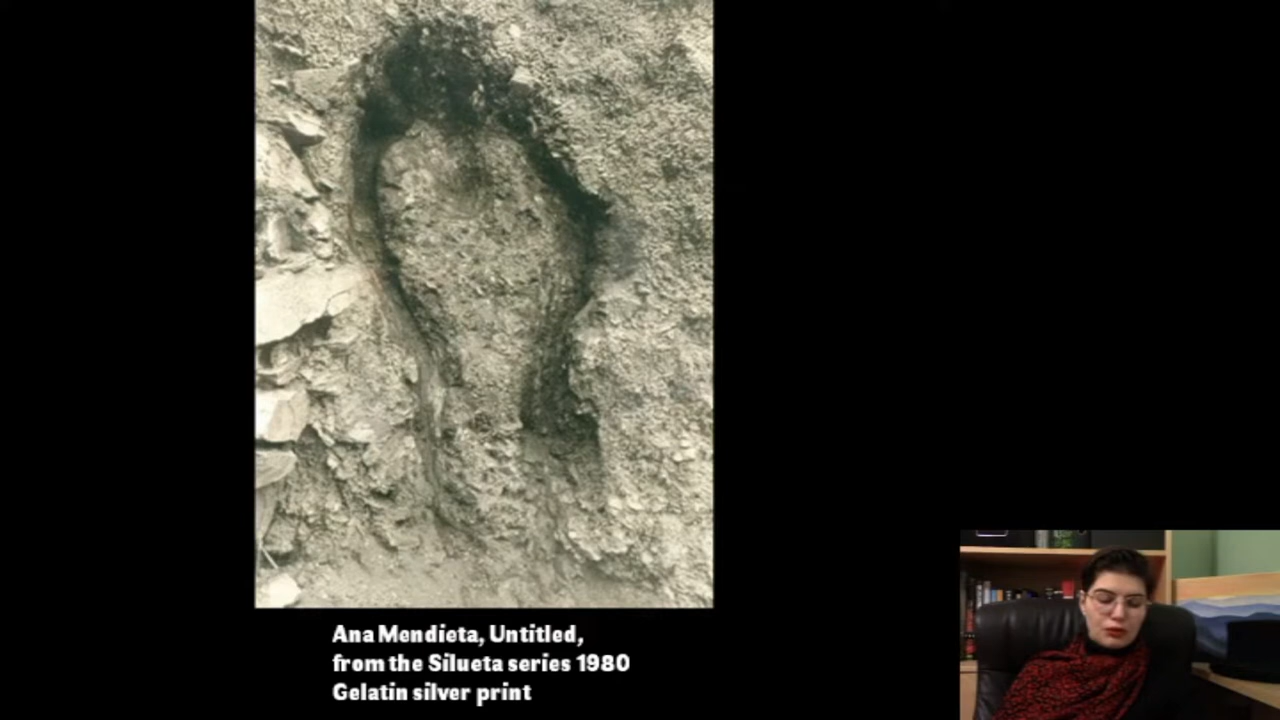 Ana Mendieta, Untitled,
from the Silueta series 1980
Gelatin silver print